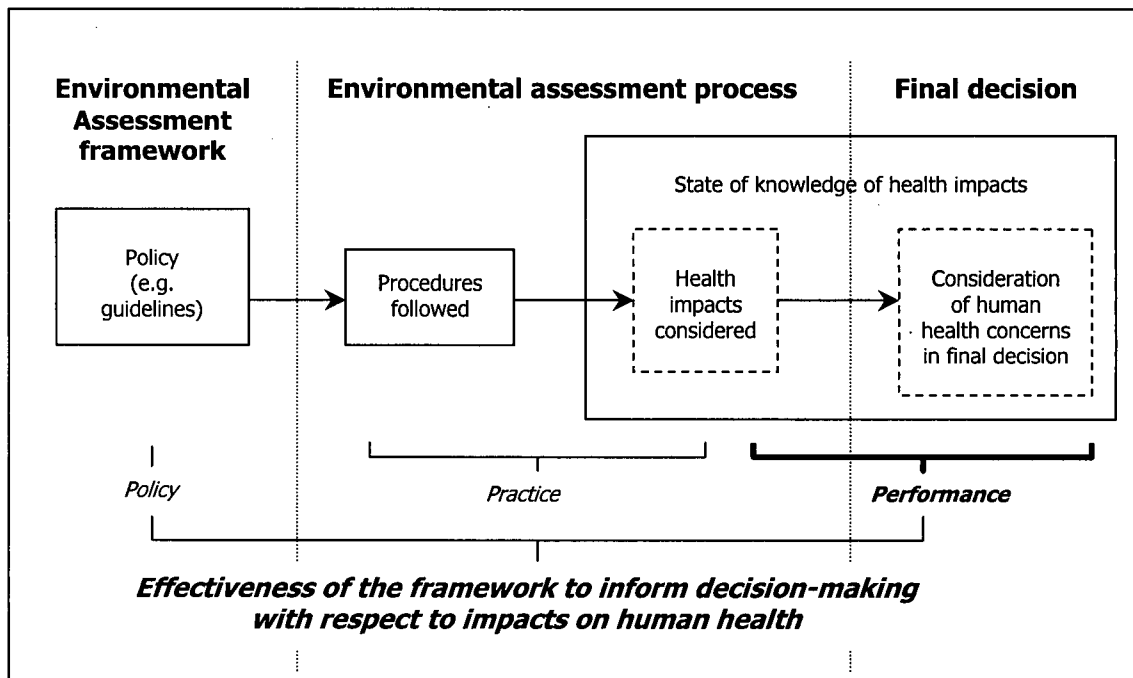 Environmental
Assessment
framework
Environmental assessment process
Final decision
State of knowledge of health impacts
Policy
(e.g.
guidelines)
Procedures
followed
Health
impacts
considered
Consideration
of human
health concerns
in final decision
Policy
Practice
Performance
Effectiveness of the framework to inform decision-making
with respect to impacts on human health